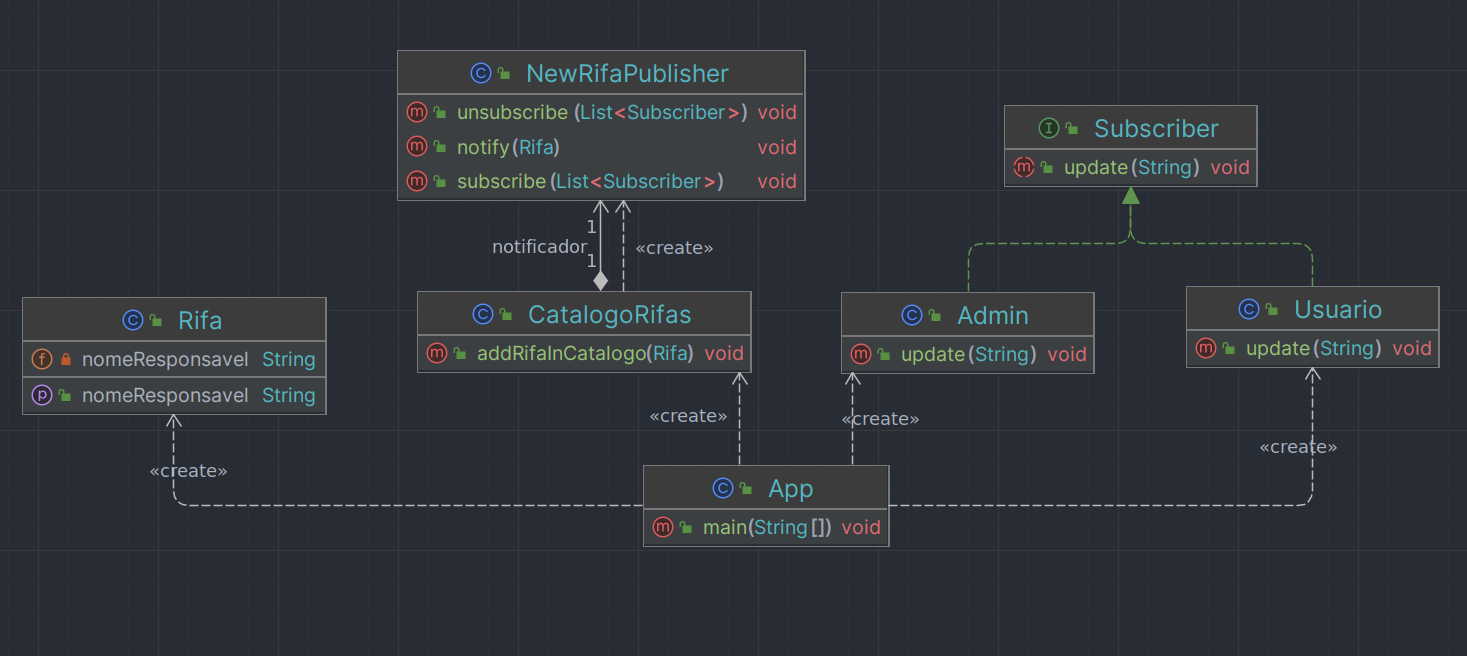 NewRifaPublisher
unsubscribe(List<Subscriber>) void
notify(Rifa) void
subscribe(List<Subscriber>) void
Subscriber
update(String) void
1
notificador
1
«create»
Rifa
nomeResponsavel String
nomeResponsavel String
CatalogoRifas
addRifaInCatalogo(Rifa) void
Admin
update(String) void
Usuario
update(String) void
«create»
«create»
«create»
«create»
App
main(String[]) void